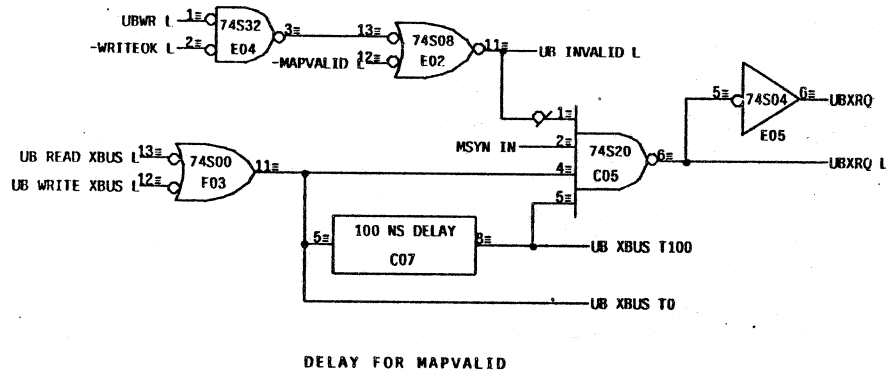 UBWR L 1≡ 74S32 3≡ 13≡ 74S08 11≡ UB INVALID L
-WRITEOK L 2≡ E04 -MAPVALID L 12≡ E02
5≡ 74S04 6≡ UBXRQ
E05
1≡
MSYN IN 2≡ 74S20 6≡ UBXRQ L
4≡ C05
5≡
UB READ XBUS L 13≡ 74S00 11≡
UB WRITE XBUS L 12≡ F03
5≡ 100 NS DELAY 8≡ UB XBUS T100
C07
UB XBUS T0
DELAY FOR MAPVALID